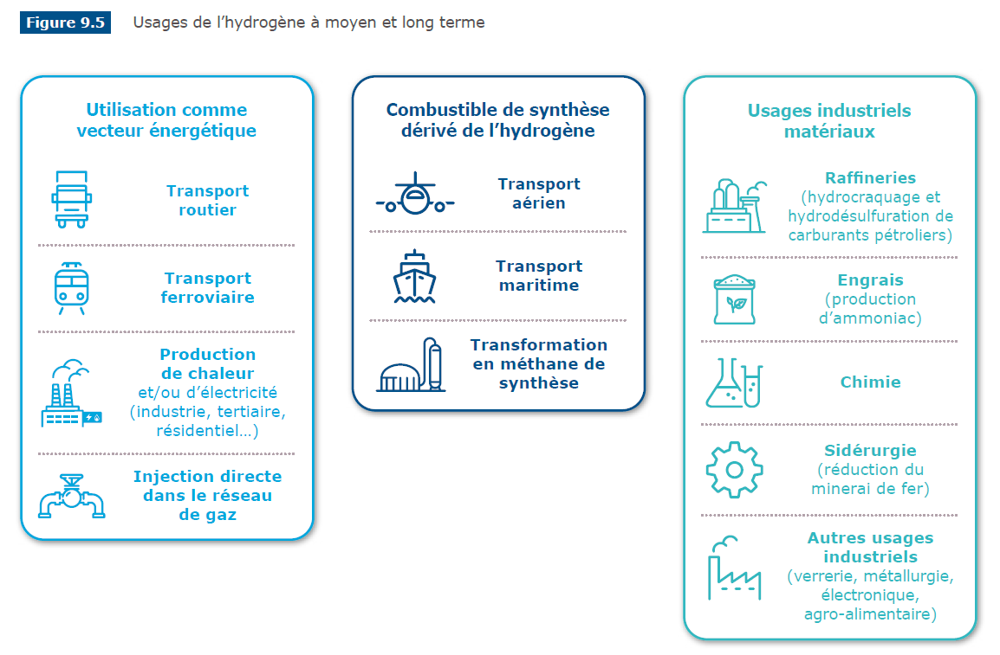 Figure 9.5 Usages de l’hydrogène à moyen et long terme
Utilisation comme
vecteur énergétique
Transport
routier
Transport
ferroviaire
Production
de chaleur
et/ou d’électricité
(industrie, tertiaire,
résidentiel…)
Injection directe
dans le réseau
de gaz
Combustible de synthèse
dérivé de l’hydrogène
Transport
aérien
Transport
maritime
Transformation
en méthane de
synthèse
Usages industriels
matériaux
Raffineries
(hydrocraquage et
hydrodésulfuration de
carburants pétroliers)
Engrais
(production
d’ammoniac)
Chimie
Sidérurgie
(réduction du
minerai de fer)
Autres usages
industriels
(verrerie, métallurgie,
électronique,
agro-alimentaire)